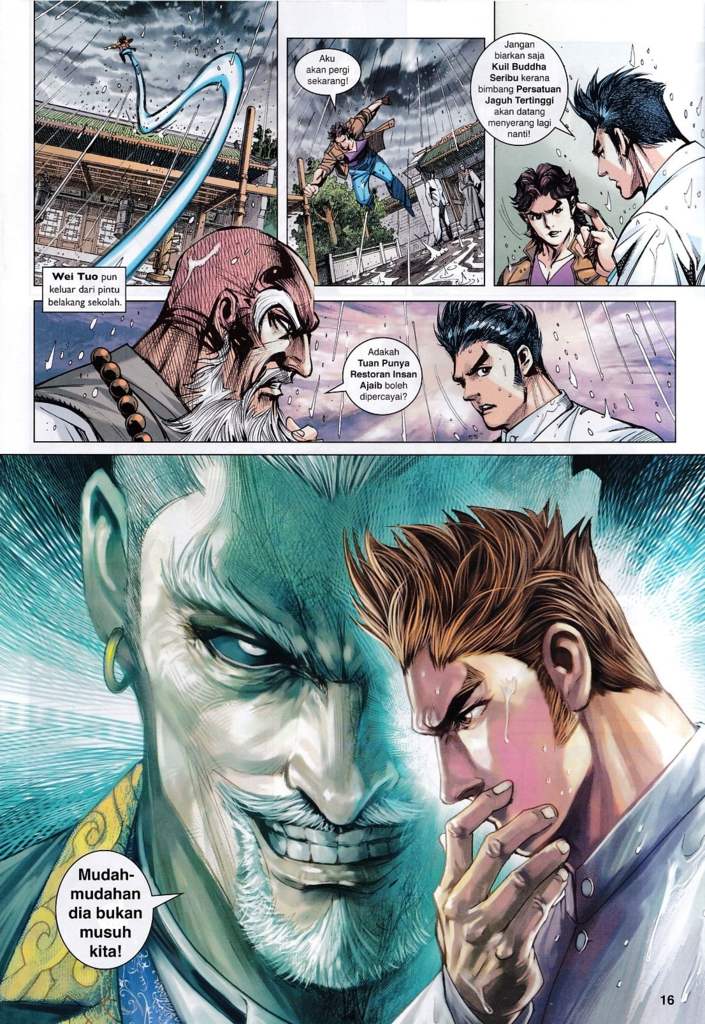 Aku
akan pergi
sekarang!
Jangan
biarkan saja
Kuil Buddha
Seribu kerana
bimbang Persatuan
Jaguh Tertinggi
akan datang
menyerang lagi
nanti!
Wei Tuo pun
keluar dari pintu
belakang sekolah.
Adakah
Tuan Punya
Restoran Insan
Ajaib boleh
dipercayai?
Mudah-
mudahan
dia bukan
musuh
kita!
16